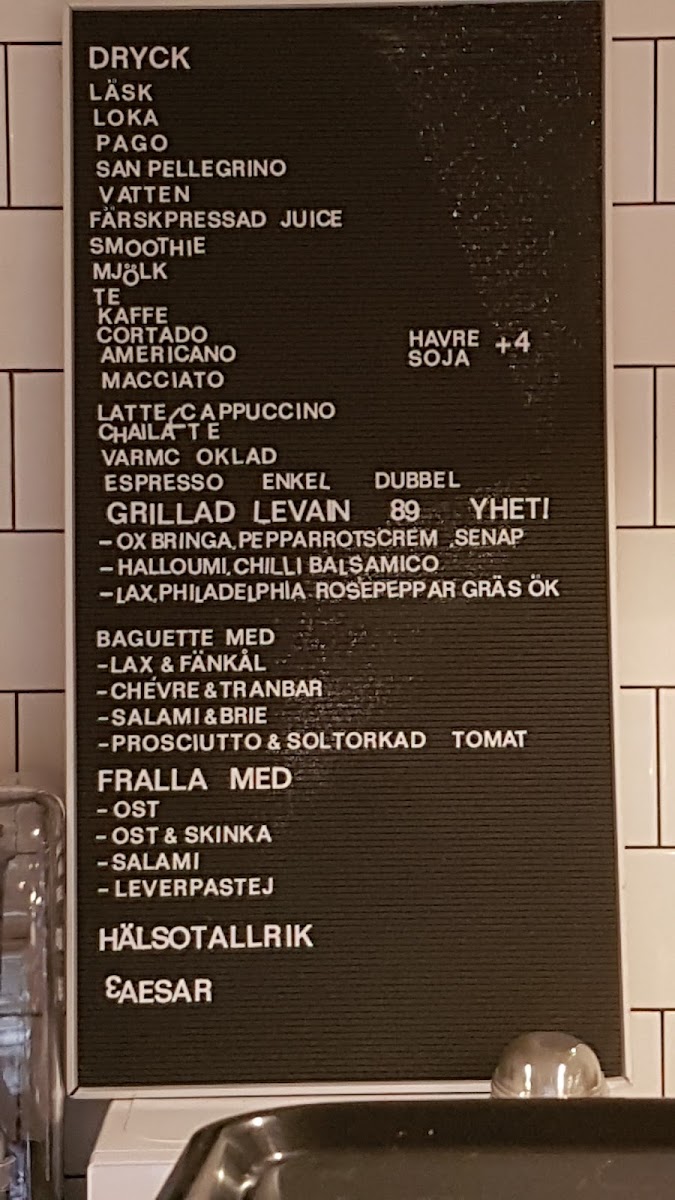 DRYCK
LÄSK
LOKA
PAGO
SAN PELLEGRINO
VATTEN
FÄRSKPRESSAD JUICE
SMOOTHIE
MJÖLK
TE
KAFFE
CORTADO
AMERICANO
HAVRE
SOJA +4
MACCIATO
LATTE/CAPPUCCINO
CHAILATTE
VARMC OKLAD
ESPRESSO ENKEL DUBBEL
GRILLAD LEVAIN 89 YHET!
-OX BRINGA, PEPPARROTSCREM ,SENAP
-HALLOUMI, CHILLI BALSAMICO
-LAX, PHILADELPHIA ROSEPEPPAR GRÄS ÖK
BAGUETTE MED
-LAX & FÄNKÅL
-CHÉVRE & TRANBAR
-SALAMI & BRIE
-PROSCIUTTO & SOLTORKAD TOMAT
FRALLA MED
-OST
-OST & SKINKA
-SALAMI
-LEVERPASTEJ
HÄLSOTALLRIK
CAESAR